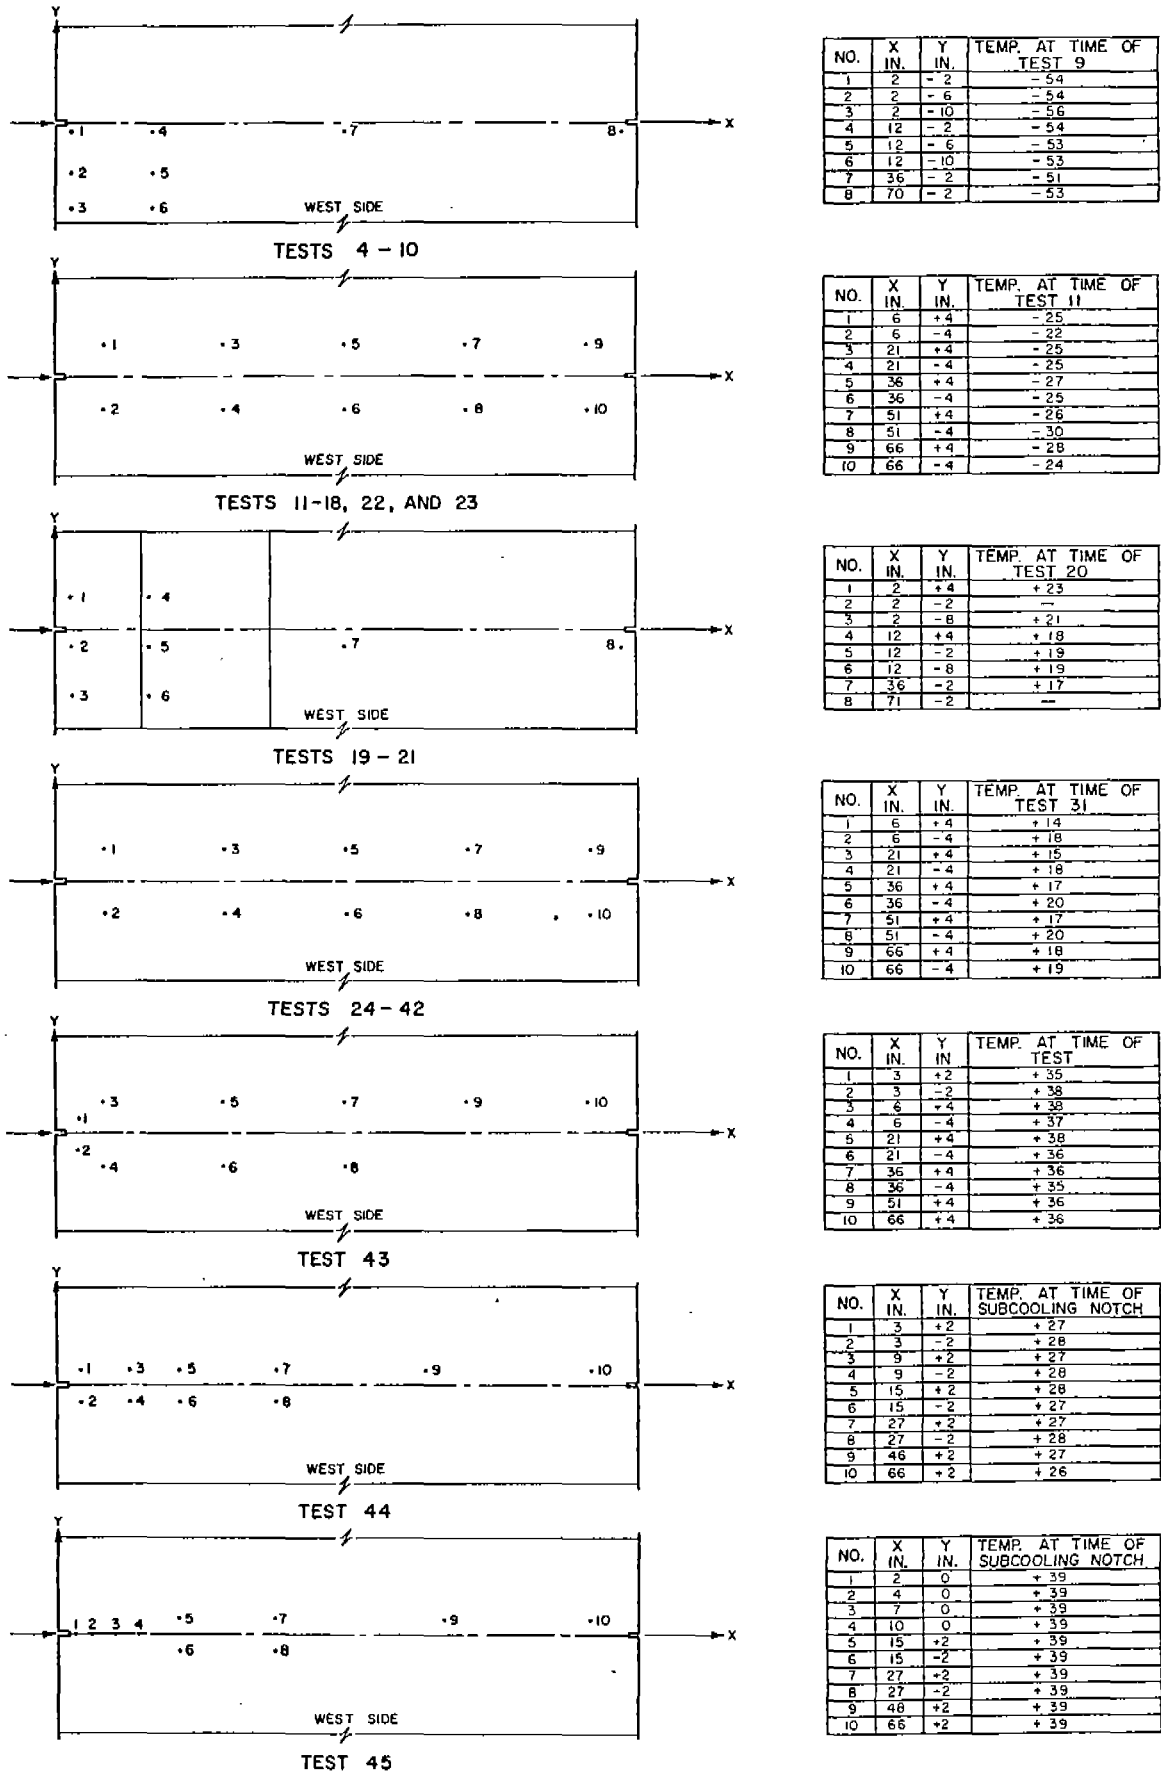 Y
X
1 4 7 8
2 5
3 6 WEST SIDE
TESTS 4 - 10
NO. X IN. Y IN. TEMP. AT TIME OF TEST 9
1 2 - 2 - 54
2 2 - 6 - 54
3 2 - 10 - 56
4 12 - 2 - 54
5 12 - 6 - 53
6 12 - 10 - 53
7 36 - 2 - 51
8 70 - 2 - 53
Y
1 3 5 7 9
X
2 4 6 8 10
WEST SIDE
TESTS 11-18, 22, AND 23
NO. X IN. Y IN. TEMP. AT TIME OF TEST 11
1 6 +4 - 25
2 6 -4 - 22
3 21 +4 - 25
4 21 -4 - 25
5 36 +4 - 27
6 36 -4 - 25
7 51 +4 - 26
8 51 -4 - 30
9 66 +4 - 28
10 66 -4 - 24
Y
1 4
X
2 5 7 8
3 6
WEST SIDE
TESTS 19 - 21
NO. X IN. Y IN. TEMP. AT TIME OF TEST 20
1 2 +4 + 23
2 2 -2 —
3 2 -8 + 21
4 12 +4 + 18
5 12 -2 + 19
6 12 -8 + 19
7 36 -2 + 17
8 71 -2 —
Y
1 3 5 7 9
X
2 4 6 8 10
WEST SIDE
TESTS 24 - 42
NO. X IN. Y IN. TEMP. AT TIME OF TEST 31
1 6 +4 + 14
2 6 -4 + 18
3 21 +4 + 15
4 21 -4 + 18
5 36 +4 + 17
6 36 -4 + 20
7 51 +4 + 17
8 51 -4 + 20
9 66 +4 + 18
10 66 -4 + 19
Y
3 5 7 9 10
1
X
2
4 6 8
WEST SIDE
TEST 43
NO. X IN. Y IN TEMP. AT TIME OF TEST
1 3 +2 + 35
2 3 -2 + 38
3 6 +4 + 38
4 6 -4 + 37
5 21 +4 + 38
6 21 -4 + 36
7 36 +4 + 36
8 36 -4 + 35
9 51 +4 + 36
10 66 +4 + 36
Y
1 3 5 7 9 10
X
2 4 6 8
WEST SIDE
TEST 44
NO. X IN. Y IN. TEMP. AT TIME OF SUBCOOLING NOTCH
1 3 +2 + 27
2 3 -2 + 28
3 9 +2 + 27
4 9 -2 + 28
5 15 +2 + 28
6 15 -2 + 27
7 27 +2 + 27
8 27 -2 + 28
9 46 +2 + 27
10 66 +2 + 26
Y
1 2 3 4 5 7 9 10
X
6 8
WEST SIDE
TEST 45
NO. X IN. Y IN. TEMP. AT TIME OF SUBCOOLING NOTCH
1 2 0 + 39
2 4 0 + 39
3 7 0 + 39
4 10 0 + 39
5 15 +2 + 39
6 15 -2 + 39
7 27 +2 + 39
8 27 -2 + 39
9 48 +2 + 39
10 66 +2 + 39